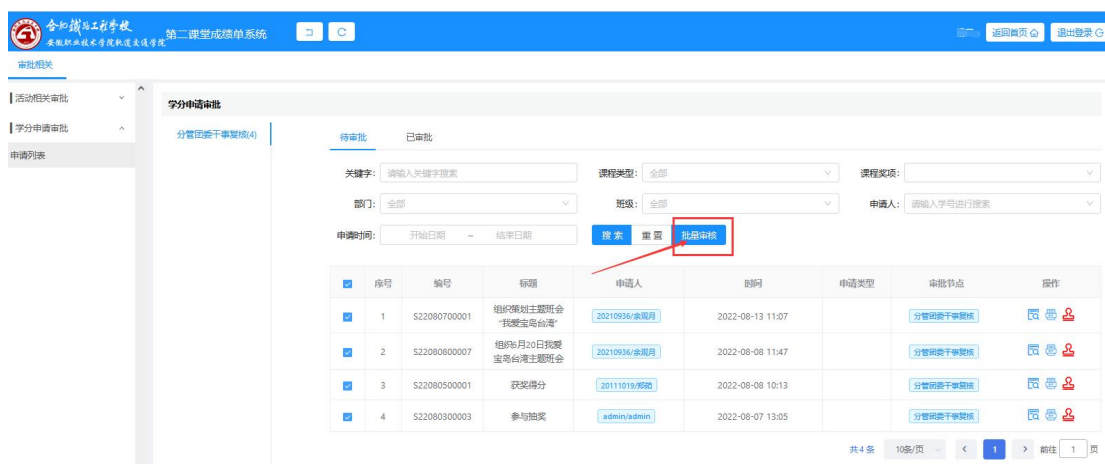 合肥铁路工程学校
安徽职业技术学院轨道交通学院
第二课堂成绩单系统
返回首页
退出登录
审批相关
活动相关审批
学分申请审批
申请列表
学分申请审批
分管团委干事复核(4)
待审批 已审批
关键字： 请输入关键字搜索 课程类型： 全部 课程奖项：
部门： 全部 班级： 全部 申请人： 请输入学号进行搜索
申请时间： 开始日期 ~ 结束日期 搜索 重置 批量审核
序号 编号 标题 申请人 时间 申请类型 审批节点 操作
1 S22080700001 组织策划主题班会 20210936/余观月 2022-08-13 11:07 分管团委干事复核
“我爱宝岛台湾”
2 S22080800007 组织6月20日我爱 20210936/余观月 2022-08-08 11:47 分管团委干事复核
宝岛台湾主题班会
3 S22080500001 获奖得分 20111019/ 2022-08-08 10:13 分管团委干事复核
4 S22080300003 参与抽奖 admin/admin 2022-08-07 13:05 分管团委干事复核
共4条 10条/页 1 前往 1 页